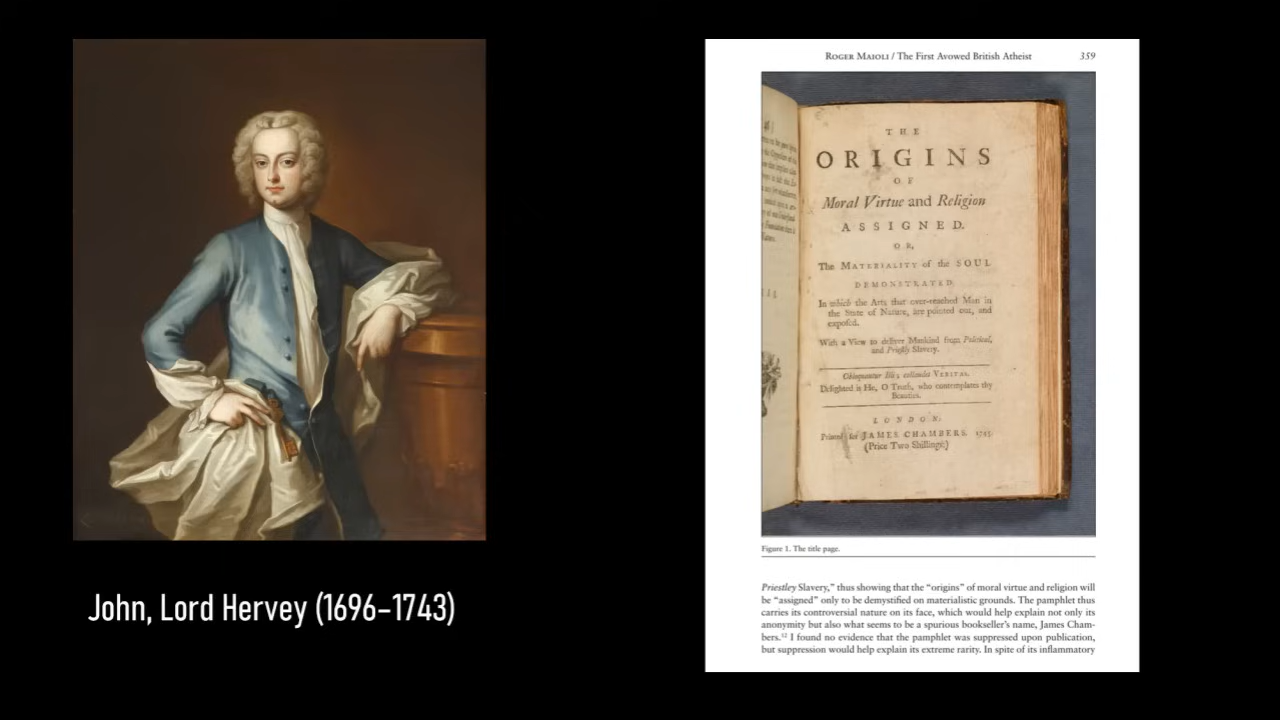 John, Lord Hervey (1696–1743)
ROGER MAIOLI / The First Avowed British Atheist 359
THE
ORIGINS
OF
Moral Virtue and Religion
ASSIGNED.
OR,
The MATERIALITY of the SOUL
DEMONSTRATED.
In which the Arts that over-reached Man in
the State of Nature, are pointed out, and
exposed.
With a View to deliver Mankind from Political,
and Priestly Slavery.
VERITAS.
Delighted is He, O Truth, who contemplates thy
Beauties.
LONDON:
Printed for JAMES CHAMBERS.
(Price Two Shillings.)
Figure 1. The title page.
Priestley Slavery,” thus showing that the “origins” of moral virtue and religion will
be “assigned” only to be demystified on materialistic grounds. The pamphlet thus
carries its controversial nature on its face, which would help explain not only its
anonymity but also what seems to be a spurious bookseller’s name, James Cham-
bers.¹² I found no evidence that the pamphlet was suppressed upon publication,
but suppression would help explain its extreme rarity. In spite of its inflammatory